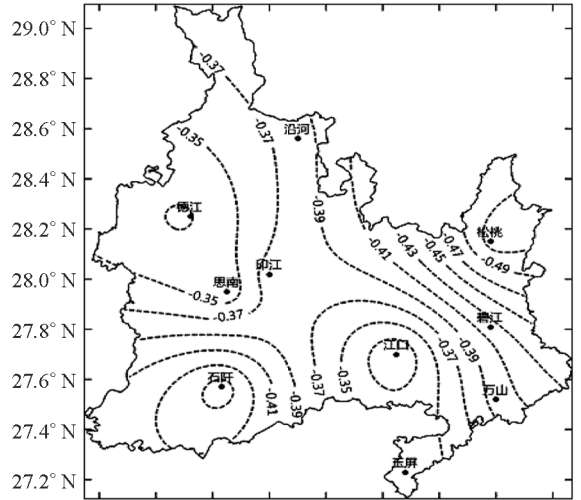 29.0°N
28.8°N
28.6°N
28.4°N
28.2°N
28.0°N
27.8°N
27.6°N
27.4°N
27.2°N
-0.37
-0.35
-0.37
沿河
-0.39
德江
松桃
-0.41
-0.43
-0.45
-0.47
-0.49
思南
印江
-0.35
-0.37
碧江
江口
-0.37
-0.39
石阡
-0.41
-0.39
-0.37
-0.35
万山
玉屏